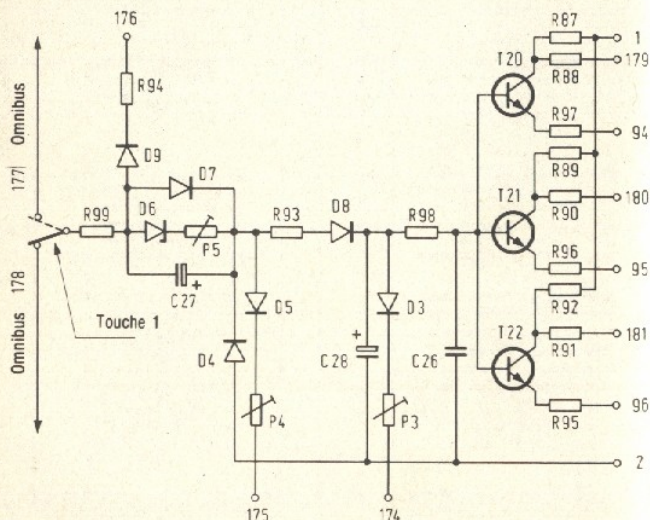 176
R87
1
T20
179
R88
R94
Omnibus
R97
94
D9
R89
D7
177
T21
R99
D6
R93
D8
R98
R90
180
P5
C27
+
R96
95
178
Touche 1
D5
D3
R92
Omnibus
D4
+
T22
C28
C26
R91
181
P4
P3
96
R95
2
175
174